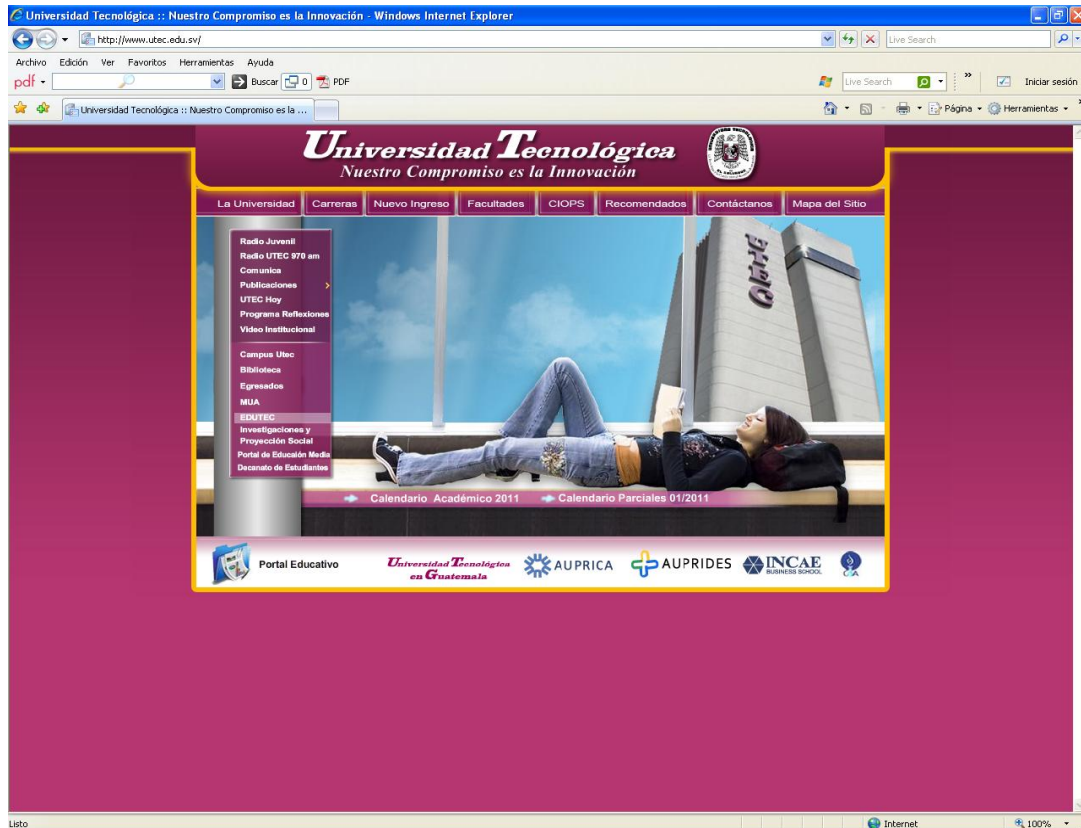 Universidad Tecnológica :: Nuestro Compromiso es la Innovación - Windows Internet Explorer
http://www.utec.edu.sv/
Live Search
Archivo Edición Ver Favoritos Herramientas Ayuda
pdf Buscar 0 PDF Live Search » Iniciar sesión
Universidad Tecnológica :: Nuestro Compromiso es la ... Página Herramientas
Universidad Tecnológica
Nuestro Compromiso es la Innovación
La Universidad Carreras Nuevo Ingreso Facultades CIOPS Recomendados Contáctanos Mapa del Sitio
Radio Juvenil
Radio UTEC 970 am
Comunica
Publicaciones
UTEC Hoy
Programa Reflexiones
Video Institucional
Campus Utec
Biblioteca
Egresados
MUA
EDUTEC
Investigaciones y
Proyección Social
Portal de Educaión Media
Decanato de Estudiantes
UTEC
Calendario Académico 2011 Calendario Parciales 01/2011
Portal Educativo
Universidad Tecnológica
en Guatemala
AUPRICA
AUPRIDES
INCAE
BUSINESS SCHOOL
Listo Internet 100%